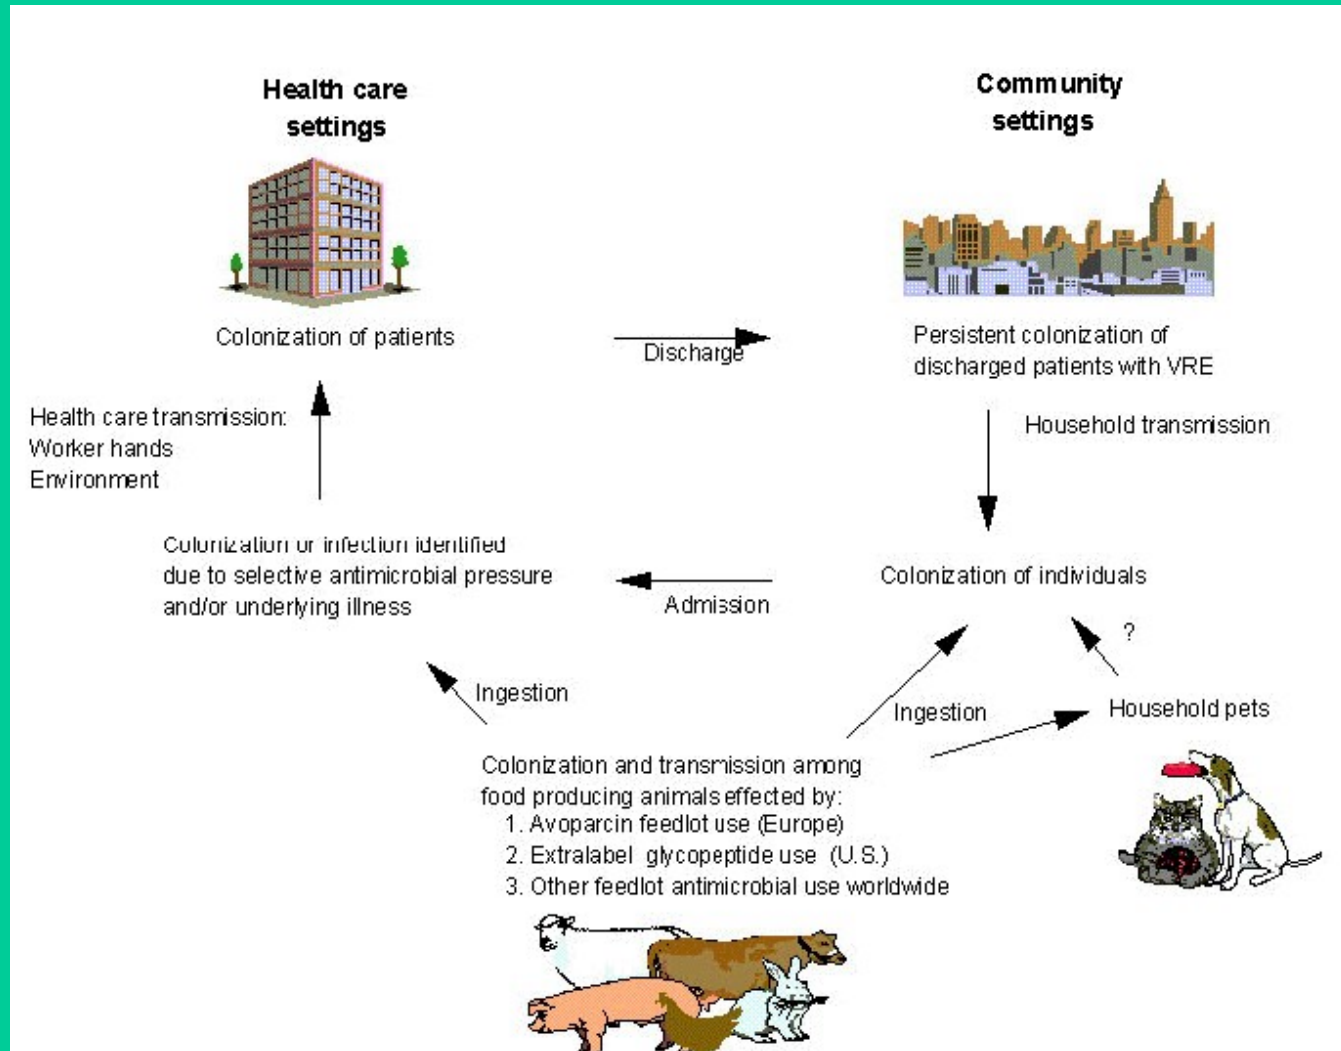 Health care
settings
Community
settings
Colonization of patients
Discharge
Persistent colonization of
discharged patients with VRE
Health care transmission:
Worker hands
Environment
Household transmission
Colonization or infection identified
due to selective antimicrobial pressure
and/or underlying illness
Admission
Colonization of individuals
?
Ingestion
Ingestion
Household pets
Colonization and transmission among
food producing animals effected by:
1. Avoparcin feedlot use (Europe)
2. Extralabel glycopeptide use (U.S.)
3. Other feedlot antimicrobial use worldwide